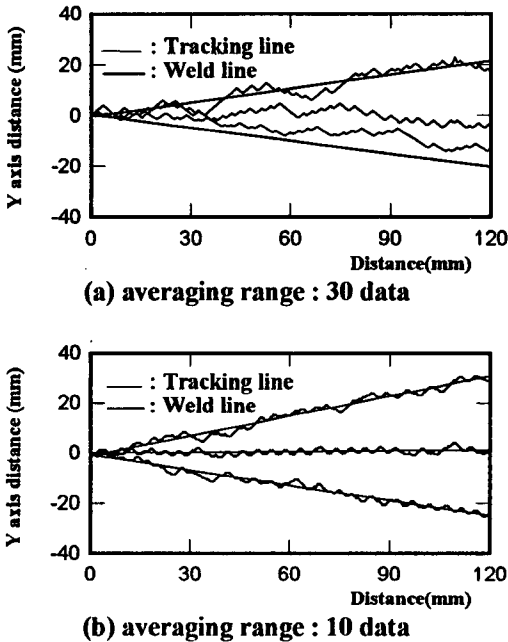 Y axis distance (mm)
40
20
0
-20
-40
— : Tracking line
— : Weld line
0 30 60 90 120
Distance(mm)
(a) averaging range : 30 data
Y axis distance (mm)
40
20
0
-20
-40
— : Tracking line
— : Weld line
0 30 60 90 120
Distance(mm)
(b) averaging range : 10 data